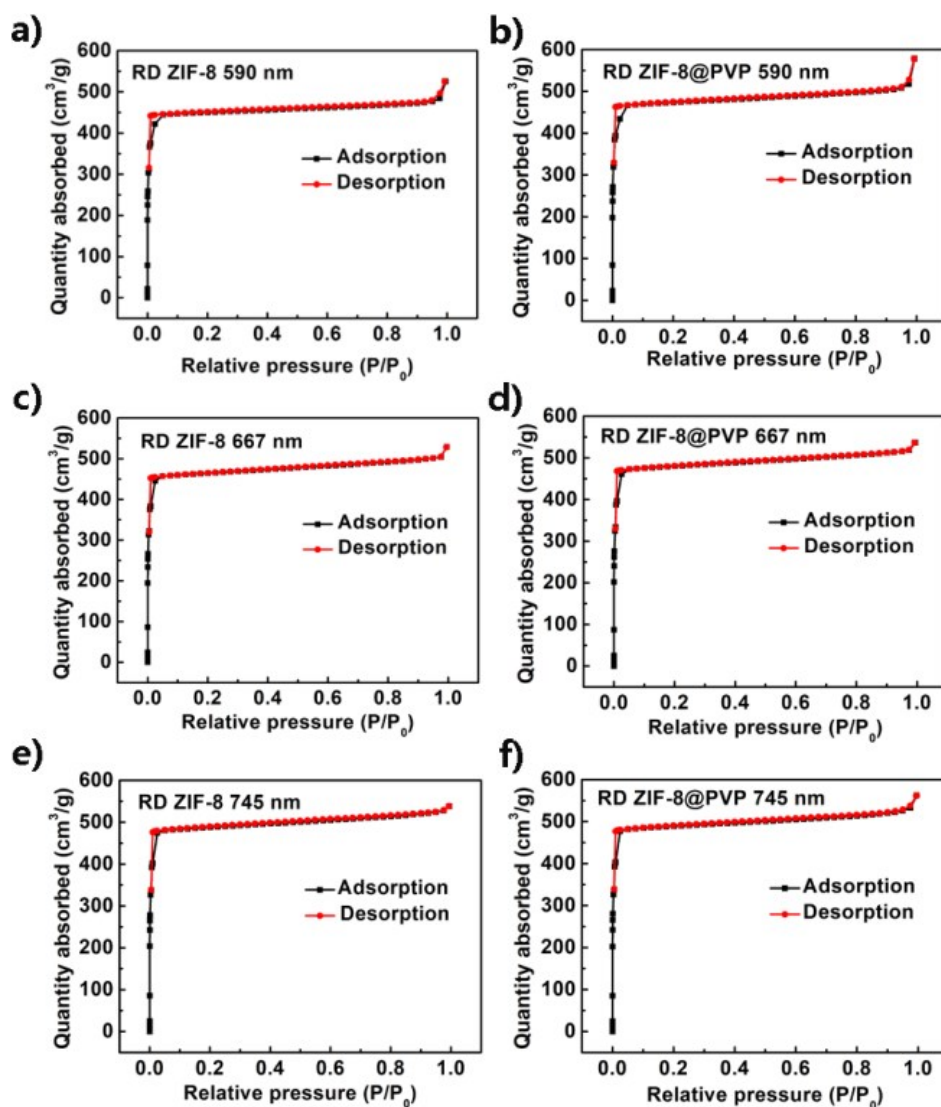 a)
600
500
400
300
200
100
0
Quantity absorbed (cm³/g)
RD ZIF-8 590 nm
Adsorption
Desorption
0.0 0.2 0.4 0.6 0.8 1.0
Relative pressure (P/P₀)
b)
600
500
400
300
200
100
0
Quantity absorbed (cm³/g)
RD ZIF-8@PVP 590 nm
Adsorption
Desorption
0.0 0.2 0.4 0.6 0.8 1.0
Relative pressure (P/P₀)
c)
600
500
400
300
200
100
0
Quantity absorbed (cm³/g)
RD ZIF-8 667 nm
Adsorption
Desorption
0.0 0.2 0.4 0.6 0.8 1.0
Relative pressure (P/P₀)
d)
600
500
400
300
200
100
0
Quantity absorbed (cm³/g)
RD ZIF-8@PVP 667 nm
Adsorption
Desorption
0.0 0.2 0.4 0.6 0.8 1.0
Relative pressure (P/P₀)
e)
600
500
400
300
200
100
0
Quantity absorbed (cm³/g)
RD ZIF-8 745 nm
Adsorption
Desorption
0.0 0.2 0.4 0.6 0.8 1.0
Relative pressure (P/P₀)
f)
600
500
400
300
200
100
0
Quantity absorbed (cm³/g)
RD ZIF-8@PVP 745 nm
Adsorption
Desorption
0.0 0.2 0.4 0.6 0.8 1.0
Relative pressure (P/P₀)